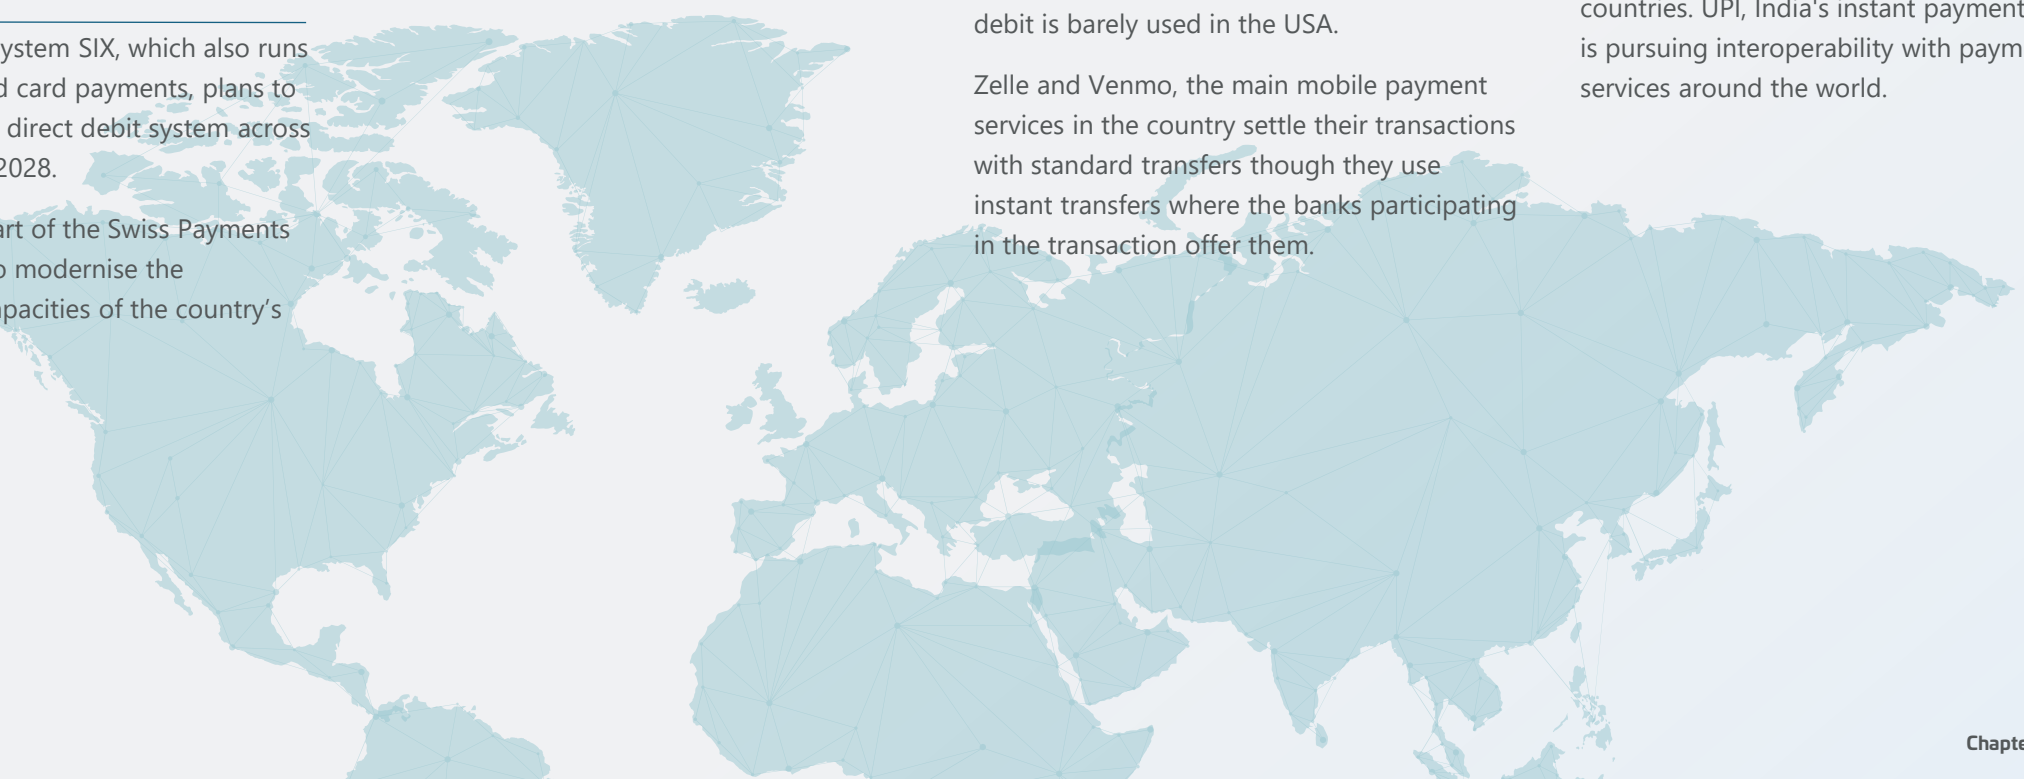 ystem SIX, which also runs
d card payments, plans to
direct debit system across
2028.
art of the Swiss Payments
o modernise the
apacities of the country's
debit is barely used in the USA.
Zelle and Venmo, the main mobile payment
services in the country settle their transactions
with standard transfers though they use
instant transfers where the banks participating
in the transaction offer them.
countries. UPI, India's instant payment
is pursuing interoperability with paym
services around the world.
Chapte